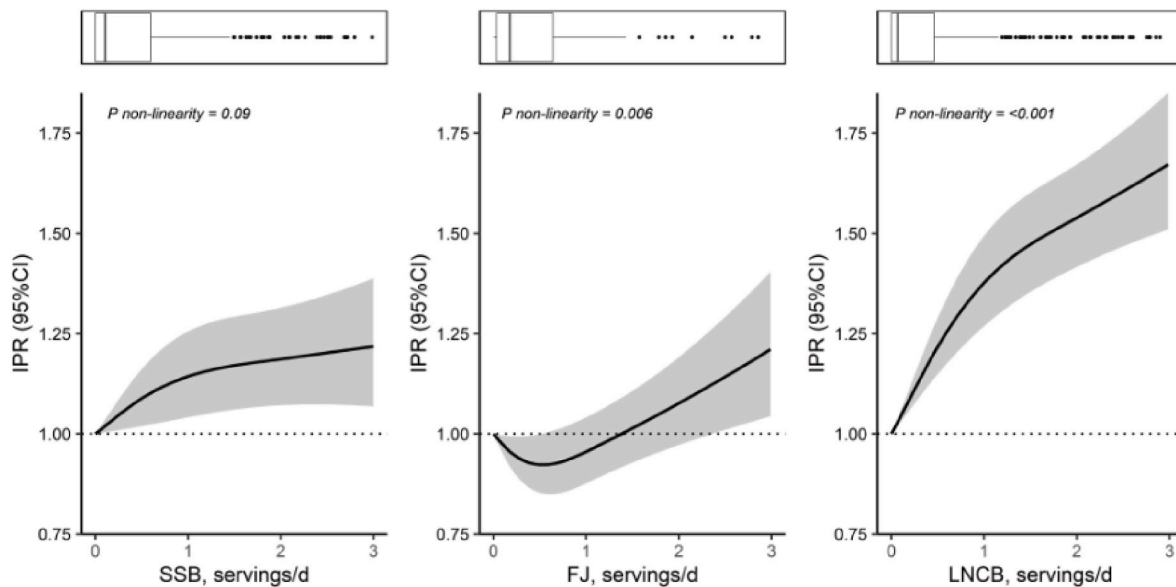 P non-linearity = 0.09
P non-linearity = 0.006
P non-linearity = <0.001
IPR (95%CI)
1.75
1.50
1.25
1.00
0.75
0 1 2 3
SSB, servings/d
IPR (95%CI)
1.75
1.50
1.25
1.00
0.75
0 1 2 3
FJ, servings/d
IPR (95%CI)
1.75
1.50
1.25
1.00
0.75
0 1 2 3
LNCB, servings/d